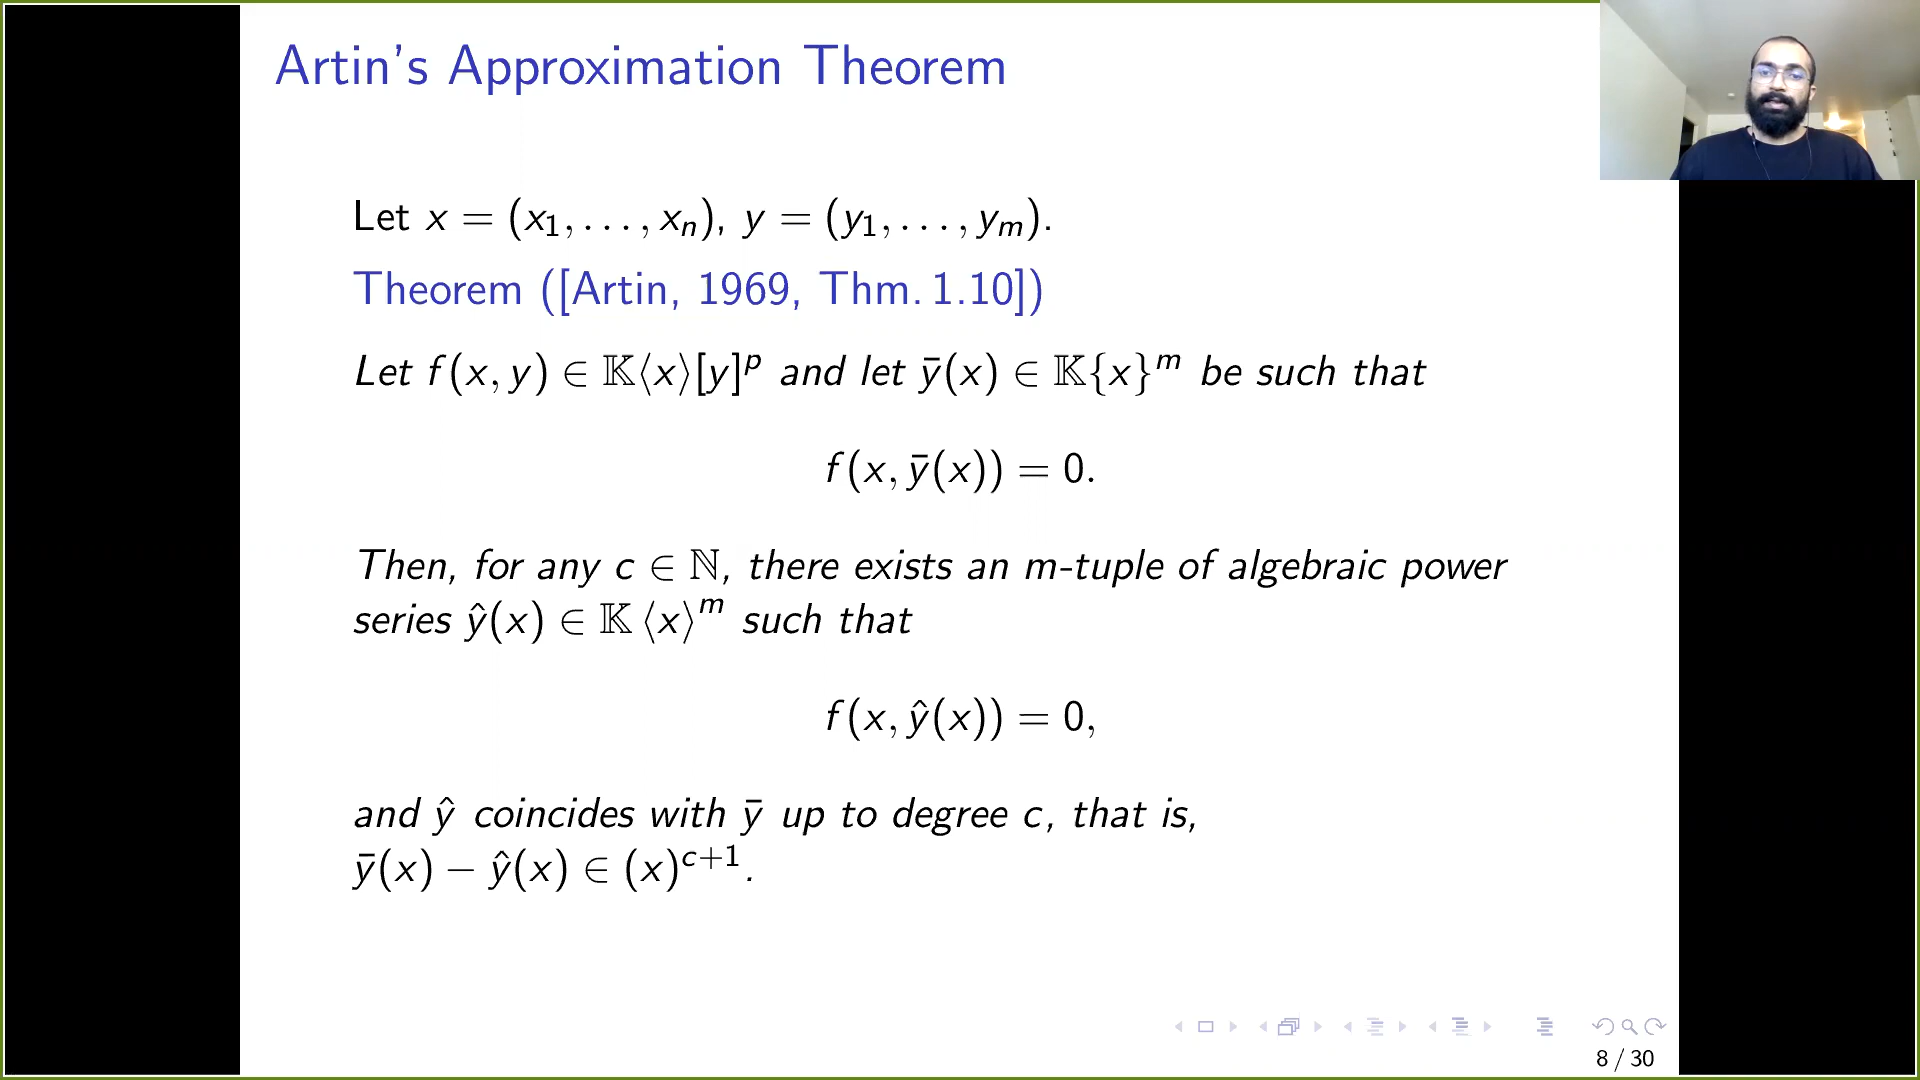 Artin's Approximation Theorem
Let x = (x₁, . . . , xₙ), y = (y₁, . . . , yₘ).
Theorem ([Artin, 1969, Thm. 1.10])
Let f(x, y) ∈ 𝕂⟨x⟩[y]ᵖ and let ȳ(x) ∈ 𝕂{x}ᵐ be such that
f(x, ȳ(x)) = 0.
Then, for any c ∈ ℕ, there exists an m-tuple of algebraic power
series ŷ(x) ∈ 𝕂 ⟨x⟩ᵐ such that
f(x, ŷ(x)) = 0,
and ŷ coincides with ȳ up to degree c, that is,
ȳ(x) − ŷ(x) ∈ (x)ᶜ⁺¹.
8 / 30